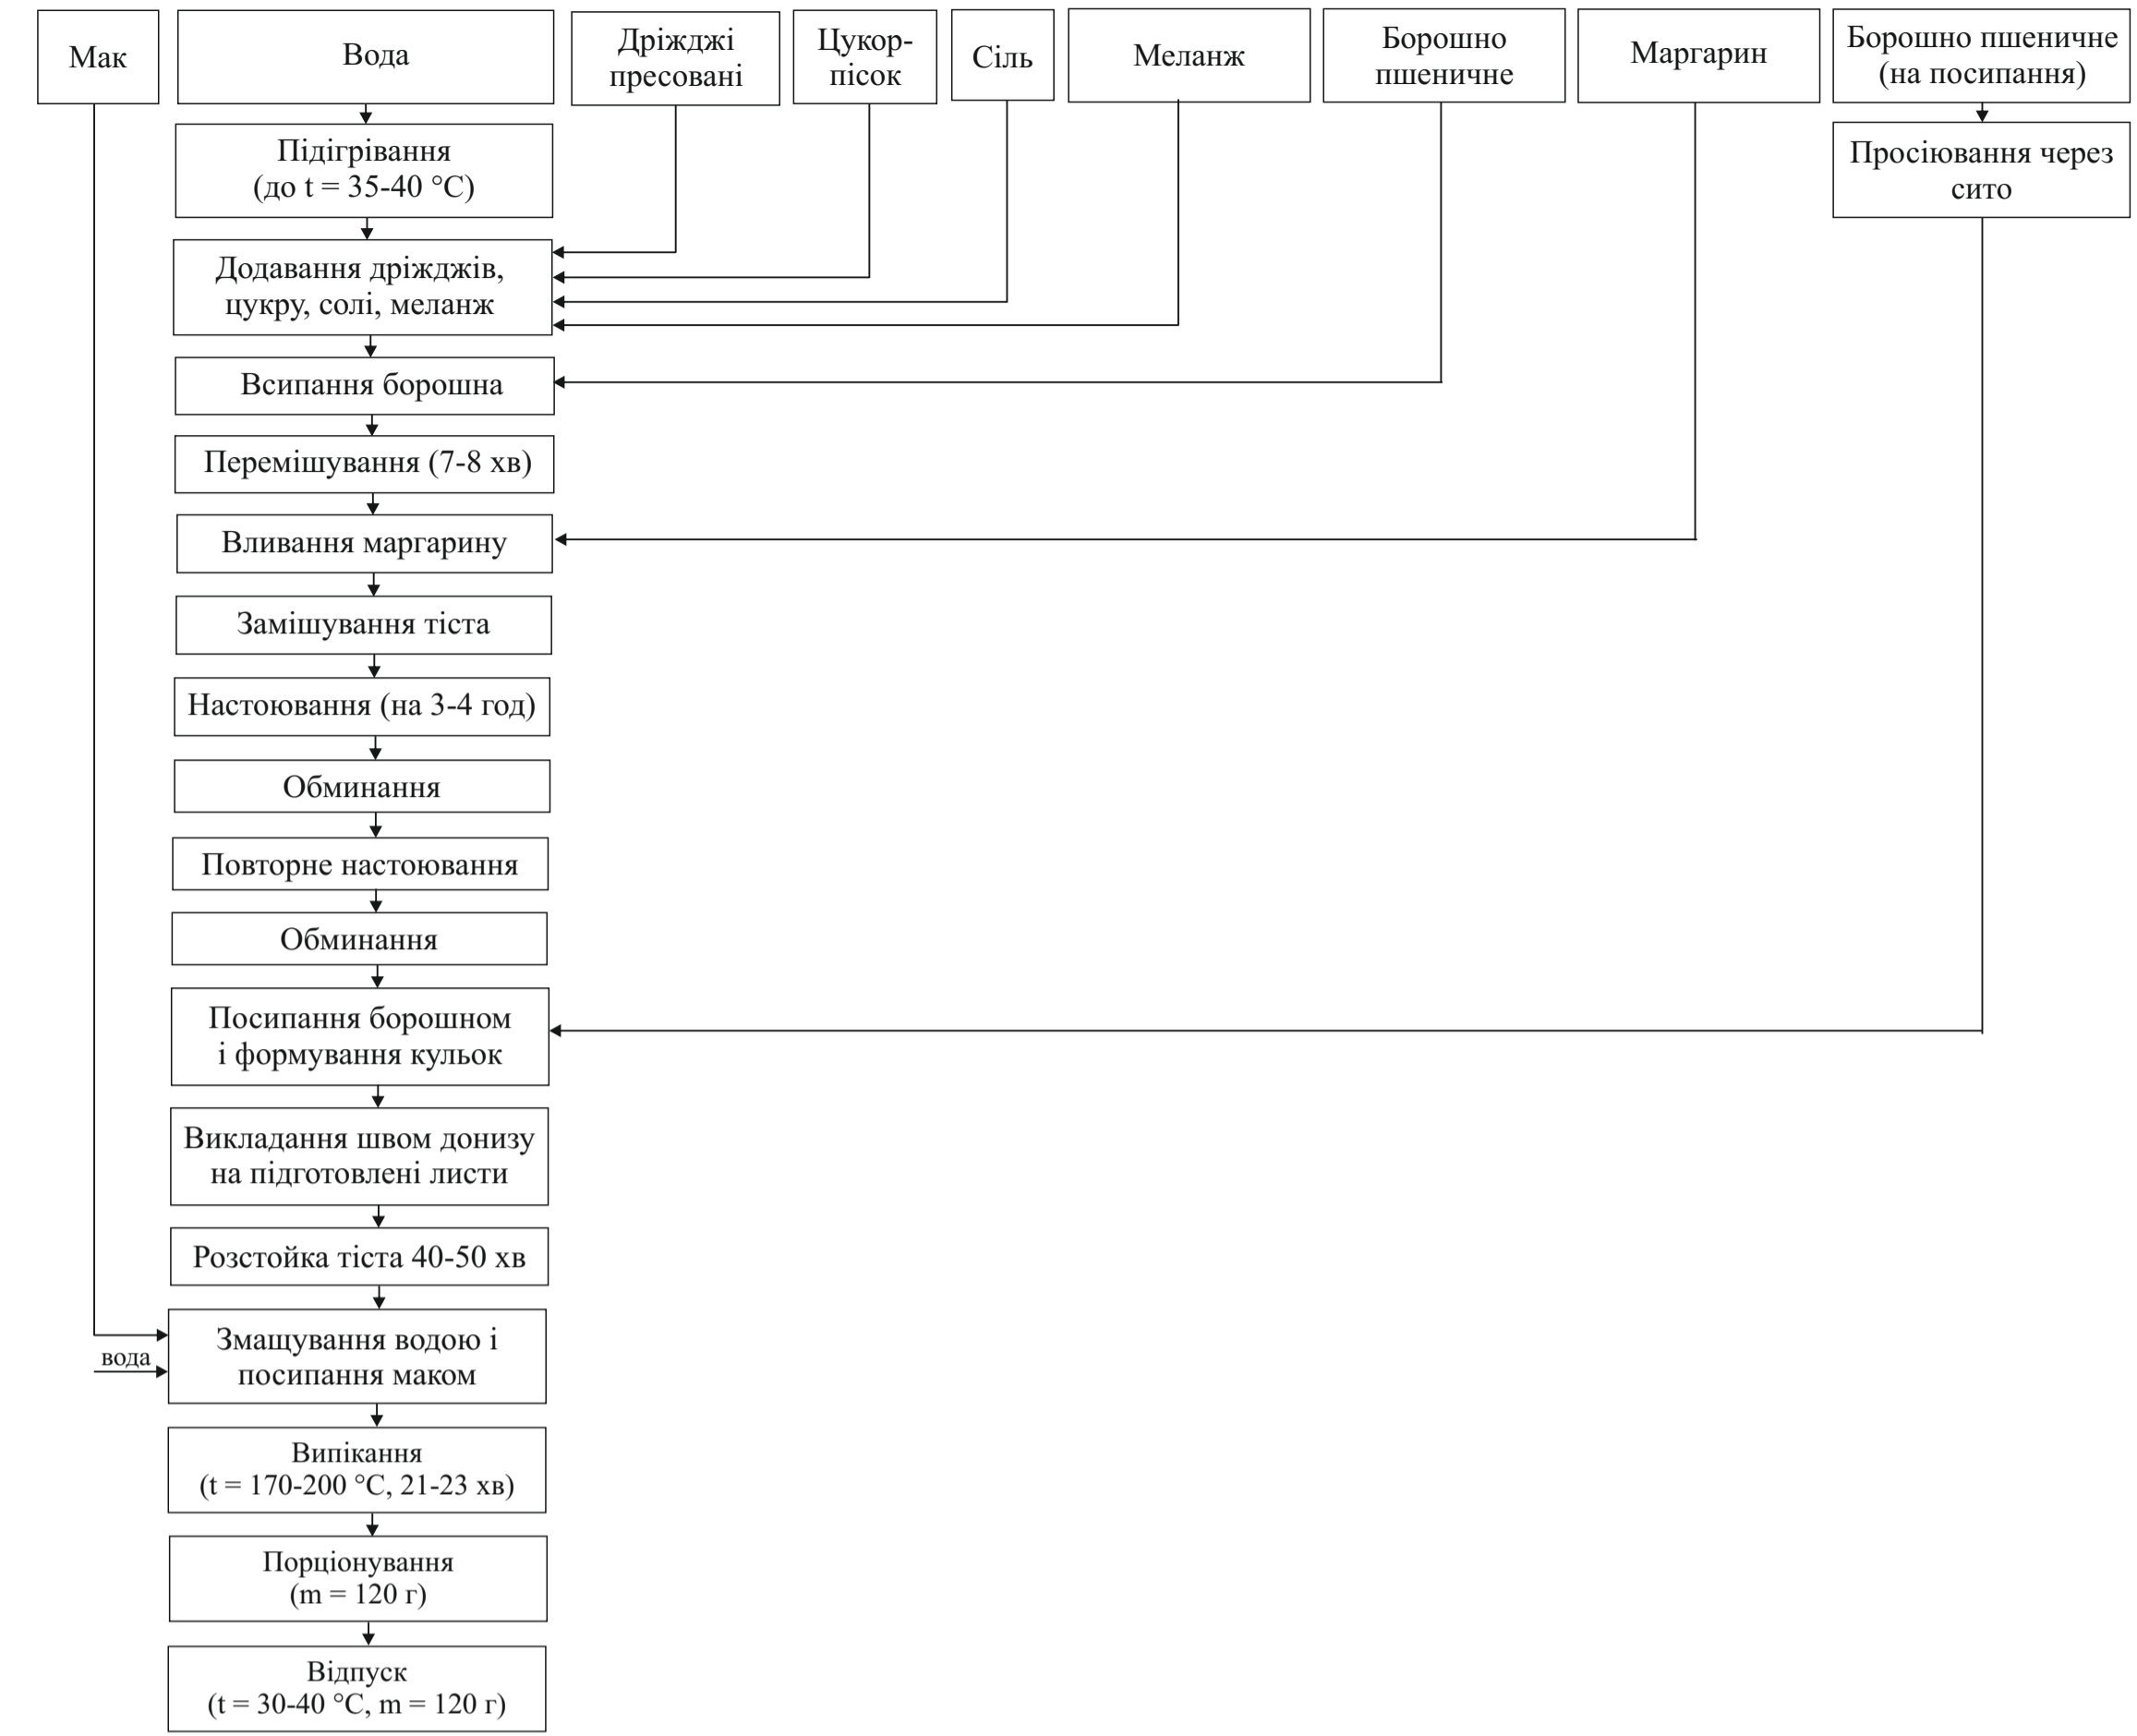 Мак
Вода
Дріжджі
пресовані
Цукор-
пісок
Сіль
Меланж
Борошно
пшеничне
Маргарин
Борошно пшеничне
(на посипання)
Підігрівання
(до t = 35-40 °C)
Просіювання через
сито
Додавання дріжджів,
цукру, солі, меланж
Всипання борошна
Перемішування (7-8 хв)
Вливання маргарину
Замішування тіста
Настоювання (на 3-4 год)
Обминання
Повторне настоювання
Обминання
Посипання борошном
і формування кульок
Викладання швом донизу
на підготовлені листи
Розстойка тіста 40-50 хв
Змащування водою і
посипання маком
вода
Випікання
(t = 170-200 °C, 21-23 хв)
Порціонування
(m = 120 г)
Відпуск
(t = 30-40 °C, m = 120 г)